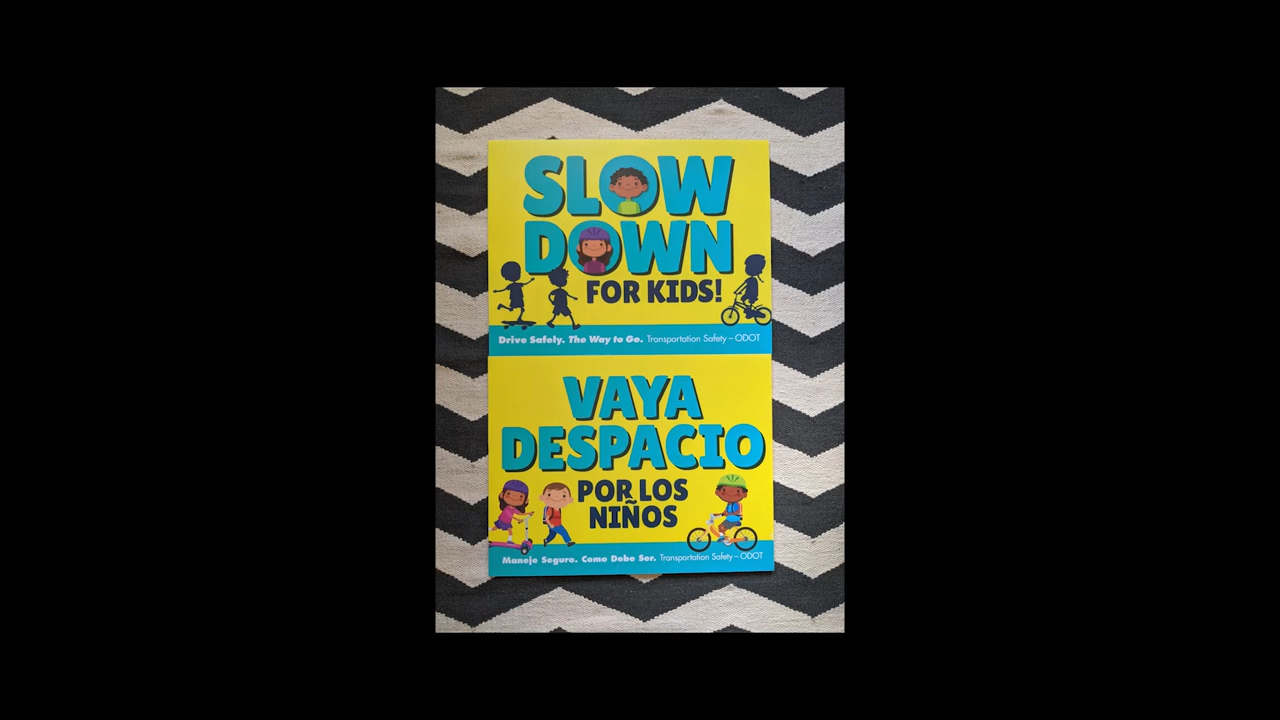 SLOW
DOWN
FOR KIDS!
Drive Safely. The Way to Go. Transportation Safety – ODOT
VAYA
DESPACIO
POR LOS
NIÑOS
Maneje Seguro. Como Debe Ser. Transportation Safety – ODOT